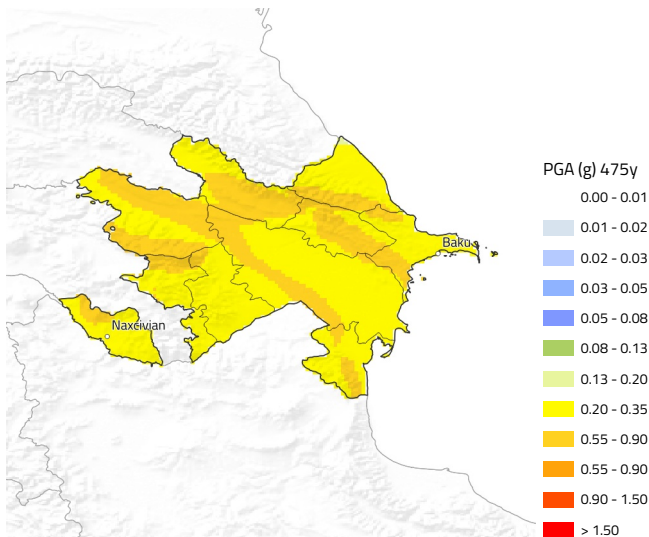 PGA (g) 475y
0.00 - 0.01
0.01 - 0.02
0.02 - 0.03
0.03 - 0.05
0.05 - 0.08
0.08 - 0.13
0.13 - 0.20
0.20 - 0.35
0.55 - 0.90
0.55 - 0.90
0.90 - 1.50
> 1.50
Baku
Naxcivian